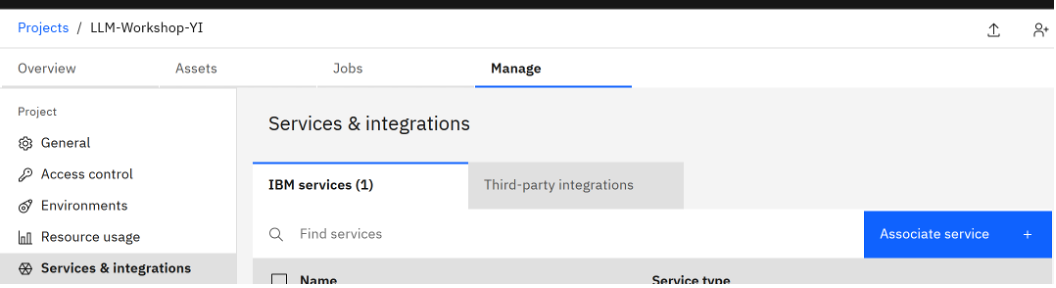 Projects / LLM-Workshop-YI
Overview Assets Jobs Manage
Project
General
Access control
Environments
Resource usage
Services & integrations
Services & integrations
IBM services (1) Third-party integrations
Find services Associate service +
Name Service type